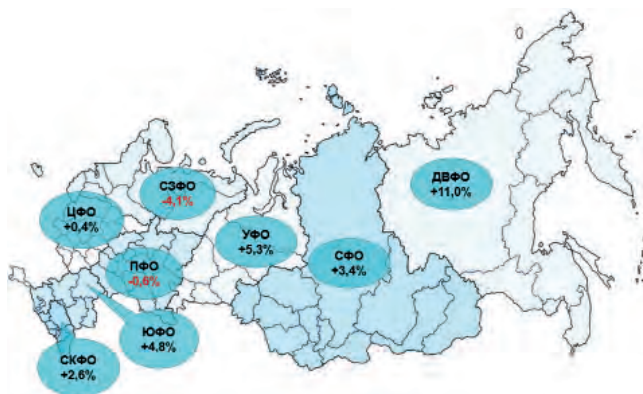 СЗФО
-4,1%
ДВФО
+11,0%
ЦФО
+0,4%
УФО
+5,3%
СФО
+3,4%
ПФО
-0,6%
ЮФО
+4,8%
СКФО
+2,6%